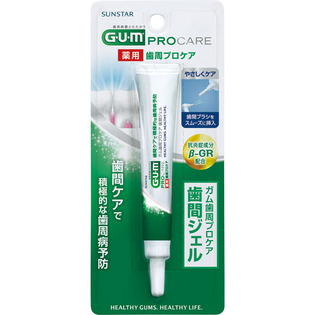 SUNSTAR
G・U・M PROCARE
薬用 歯周プロケア
やさしくケア
歯間ブラシを
スムーズに挿入
抗炎症成分
β-GR
配合
G・U・M
歯間ケアで
積極的な歯周病予防
ガム歯周プロケア
歯間ジェル
HEALTHY GUMS. HEALTHY LIFE.